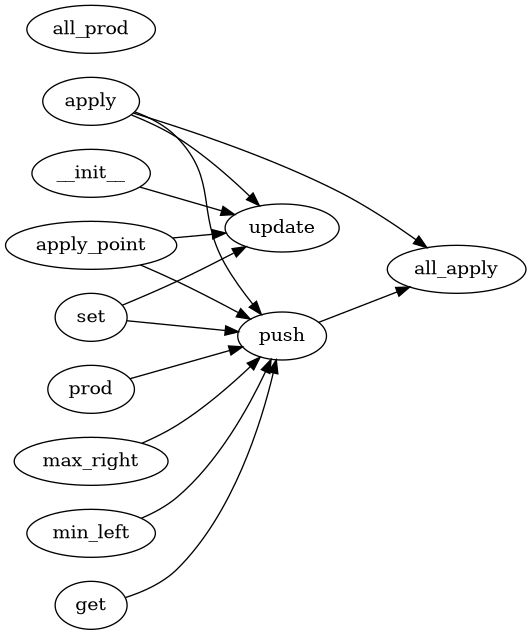 all_prod
apply
__init__
apply_point
set
prod
max_right
min_left
get
update
push
all_apply